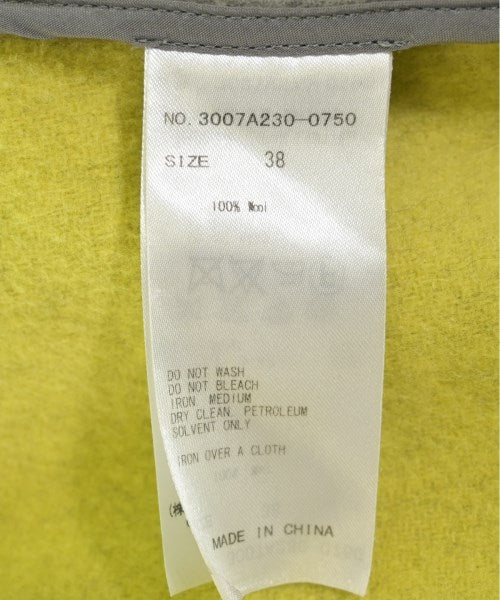 NO. 3007A230-0750
SIZE 38
100% Wool
DO NOT WASH
DO NOT BLEACH
IRON. MEDIUM
DRY CLEAN. PETROLEUM
SOLVENT ONLY
IRON OVER A CLOTH
(株
MADE IN CHINA